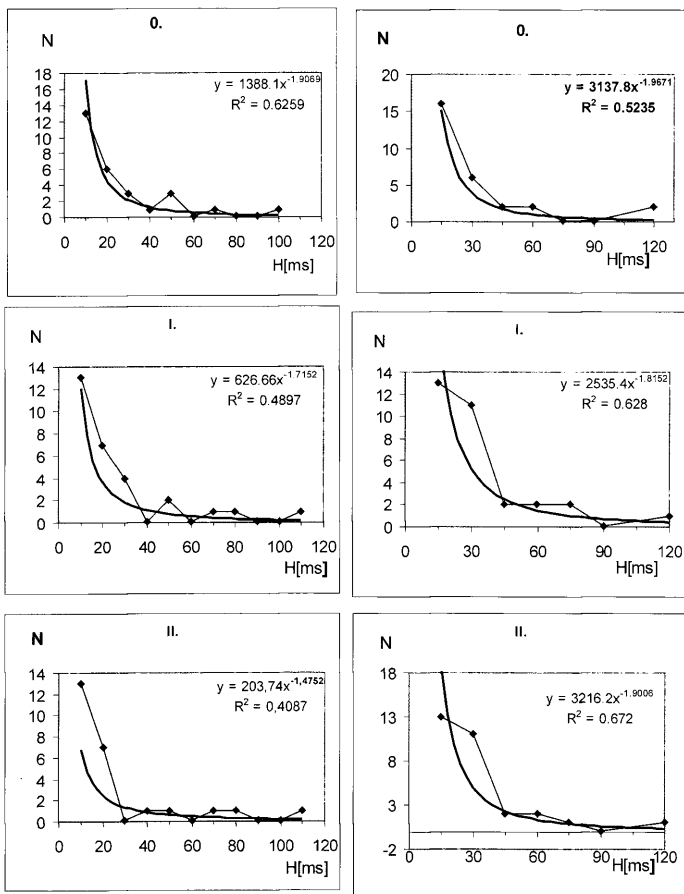 0.
N
y = 1388.1x^-1.9069
R² = 0.6259
18
16
14
12
10
8
6
4
2
0
0 20 40 60 80 100 120
H[ms]
0.
N
y = 3137.8x^-1.9671
R² = 0.5235
20
15
10
5
0
0 30 60 90 120
H[ms]
I.
N
y = 626.66x^-1.7152
R² = 0.4897
14
12
10
8
6
4
2
0
0 20 40 60 80 100 120
H[ms]
I.
N
y = 2535.4x^-1.8152
R² = 0.628
14
12
10
8
6
4
2
0
0 30 60 90 120
H[ms]
II.
N
y = 203,74x^-1,4752
R² = 0,4087
14
12
10
8
6
4
2
0
0 20 40 60 80 100 120
H[ms]
II.
N
y = 3216.2x^-1.9006
R² = 0.672
18
13
8
3
-2
0 30 60 90 120
H[ms]